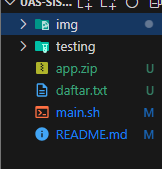 UAS-SIS...
img
testing
app.zip U
daftar.txt U
main.sh M
README.md M